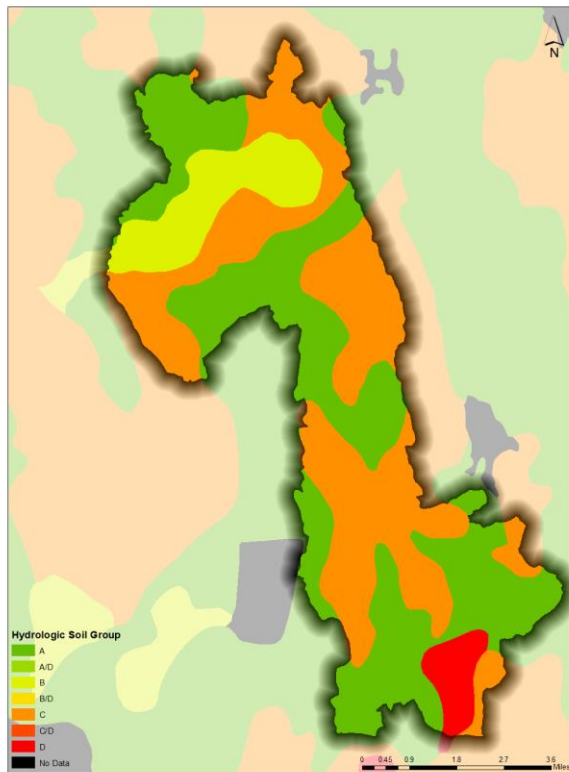 N
Hydrologic Soil Group
A
A/D
B
B/D
C
C/D
D
No Data
0 0.45 0.9 1.8 2.7 3.6
Miles